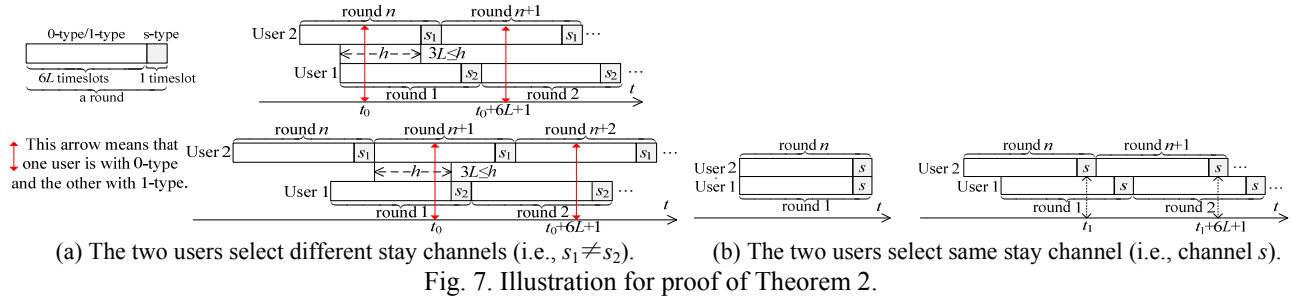 0-type/1-type s-type
6L timeslots 1 timeslot
a round
This arrow means that
one user is with 0-type
and the other with 1-type.
round n round n+1
User 2 s1 s1 ...
h 3L≤h
User 1 s2 s2 ...
round 1 round 2 t
t0 t0+6L+1
round n round n+1 round n+2
User 2 s1 s1 s1 ...
h 3L≤h
User 1 s2 s2 ...
round 1 round 2 t
t0 t0+6L+1
(a) The two users select different stay channels (i.e., s1≠s2).
round n
User 2 s
User 1 s
round 1 t
round n round n+1
User 2 s s ...
User 1 s s ...
round 1 round 2 t
t1 t1+6L+1
(b) The two users select same stay channel (i.e., channel s).
Fig. 7. Illustration for proof of Theorem 2.